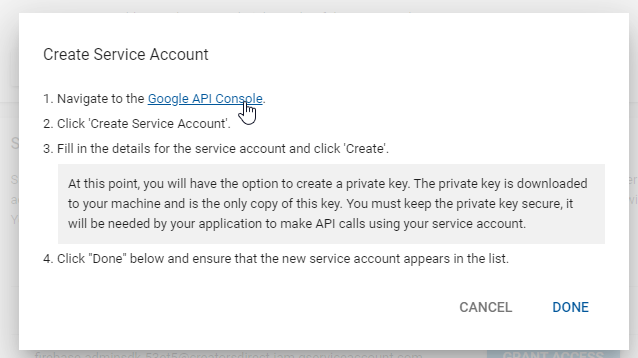 Create Service Account
1. Navigate to the Google API Console.
2. Click 'Create Service Account'.
3. Fill in the details for the service account and click 'Create'.
At this point, you will have the option to create a private key. The private key is downloaded
to your machine and is the only copy of this key. You must keep the private key secure, it
will be needed by your application to make API calls using your service account.
4. Click "Done" below and ensure that the new service account appears in the list.
CANCEL DONE
GRANT ACCESS